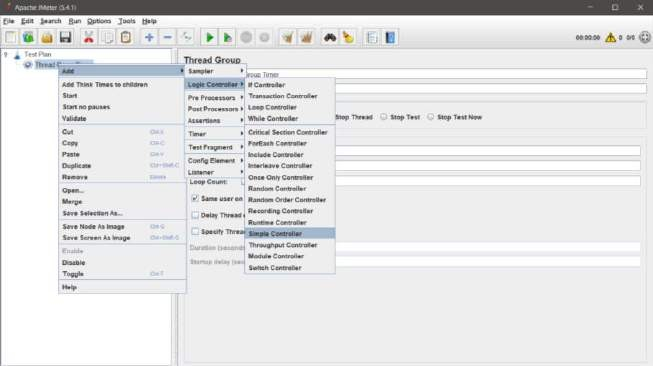 Apache JMeter (5.4.1)
File Edit Search Run Options Tools Help
00:00:00 0 0/0
Test Plan
Thread Group
Thread Group
Group Timer
Add
Add Think Times to children
Start
Start no pauses
Validate
Cut Ctrl-X
Copy Ctrl-C
Paste Ctrl-V
Duplicate Ctrl+Shift-C
Remove Delete
Open...
Merge
Save Selection As...
Save Node As Image Ctrl-G
Save Screen As Image Ctrl+Shift-G
Enable
Disable
Toggle Ctrl-T
Help
Sampler
Logic Controller
Pre Processors
Post Processors
Assertions
Timer
Test Fragment
Config Element
Listener
If Controller
Transaction Controller
Loop Controller
While Controller
Critical Section Controller
ForEach Controller
Include Controller
Interleave Controller
Once Only Controller
Random Controller
Random Order Controller
Recording Controller
Runtime Controller
Simple Controller
Throughput Controller
Module Controller
Switch Controller
Stop Thread Stop Test Stop Test Now
Loop Count:
Same user on
Delay Thread
Specify Threa
Duration (seconds
Startup delay (sec